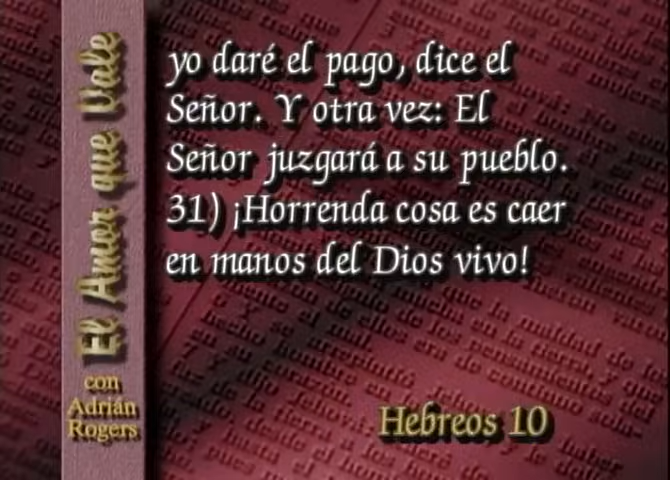 yo daré el pago, dice el
Señor. Y otra vez: El
Señor juzgará a su pueblo.
31) ¡Horrenda cosa es caer
en manos del Dios vivo!
Hebreos 10
El Amor que Vale
con
Adrián
Rogers